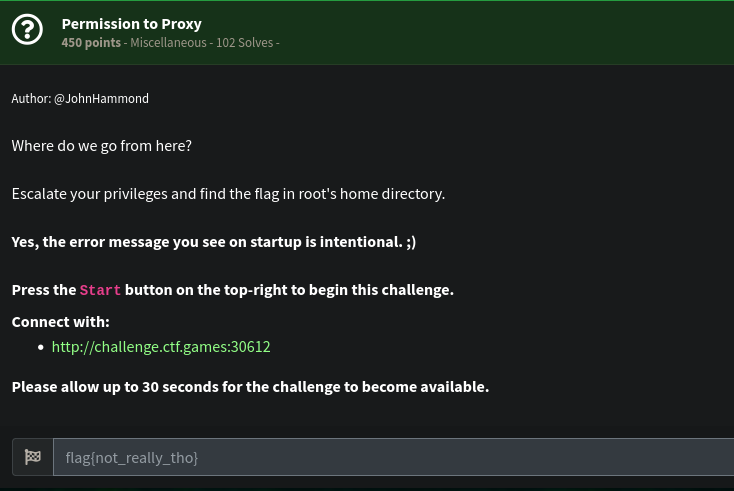 Permission to Proxy
450 points - Miscellaneous - 102 Solves -
Author: @JohnHammond
Where do we go from here?
Escalate your privileges and find the flag in root's home directory.
Yes, the error message you see on startup is intentional. ;)
Press the Start button on the top-right to begin this challenge.
Connect with:
• http://challenge.ctf.games:30612
Please allow up to 30 seconds for the challenge to become available.
flag{not_really_tho}